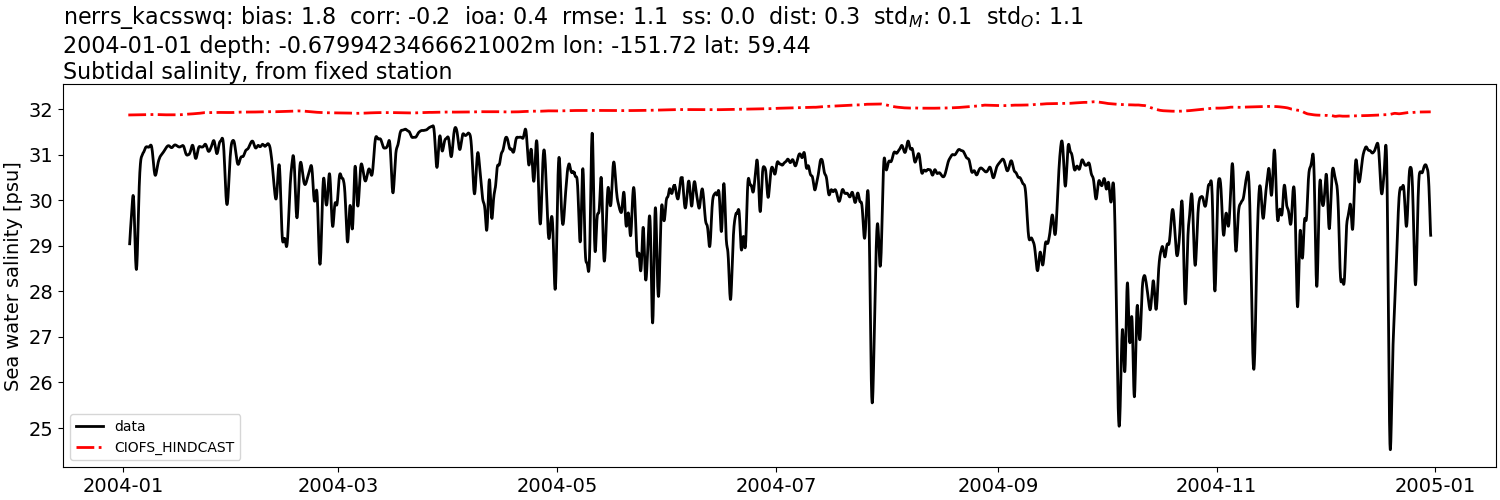 nerrs_kacsswq: bias: 1.8 corr: -0.2 ioa: 0.4 rmse: 1.1 ss: 0.0 dist: 0.3 std_M: 0.1 std_O: 1.1
2004-01-01 depth: -0.6799423466621002m lon: -151.72 lat: 59.44
Subtidal salinity, from fixed station
Sea water salinity [psu]
32
31
30
29
28
27
26
25
data
CIOFS_HINDCAST
2004-01 2004-03 2004-05 2004-07 2004-09 2004-11 2005-01